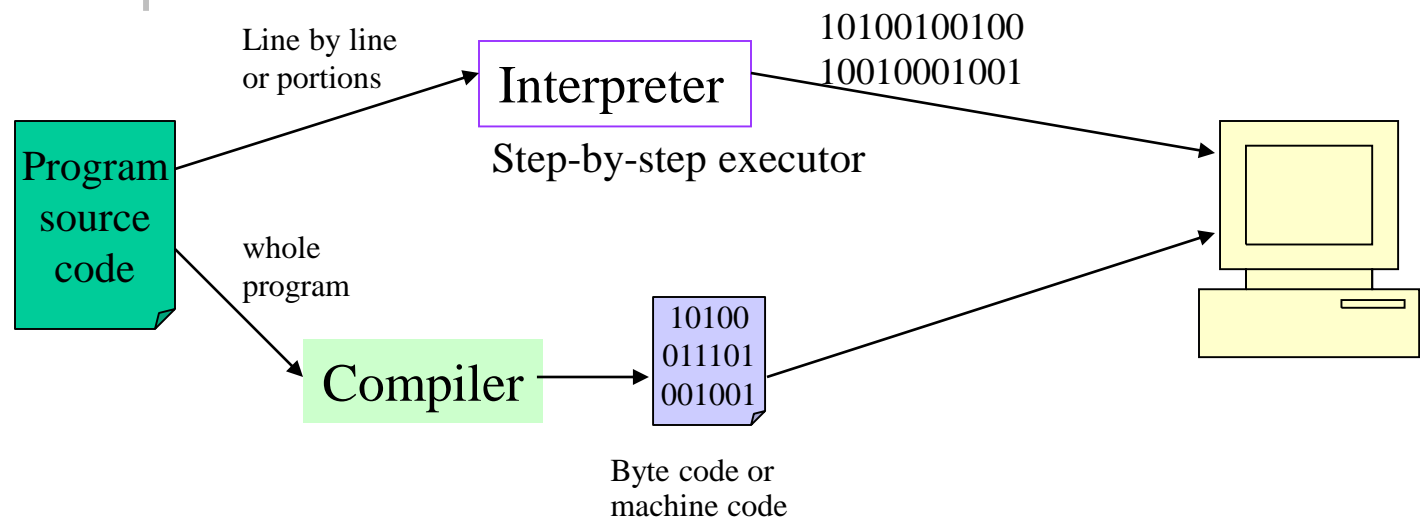 Line by line
or portions
Interpreter
10100100100
10010001001
Step-by-step executor
Program
source
code
whole
program
Compiler
10100
011101
001001
Byte code or
machine code